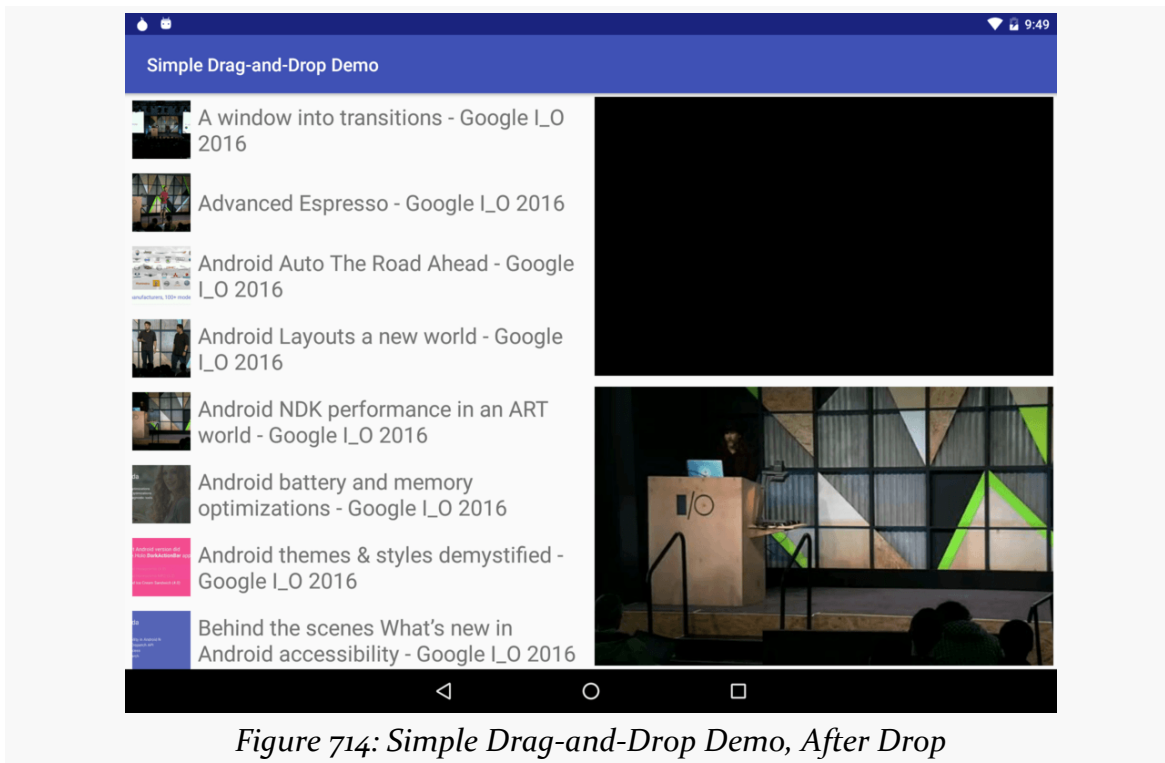 9:49
Simple Drag-and-Drop Demo
A window into transitions - Google I_O
2016
Advanced Espresso - Google I_O 2016
Android Auto The Road Ahead - Google
I_O 2016
Android Layouts a new world - Google
I_O 2016
Android NDK performance in an ART
world - Google I_O 2016
Android battery and memory
optimizations - Google I_O 2016
Android themes & styles demystified -
Google I_O 2016
Behind the scenes What’s new in
Android accessibility - Google I_O 2016
I/O
Figure 714: Simple Drag-and-Drop Demo, After Drop